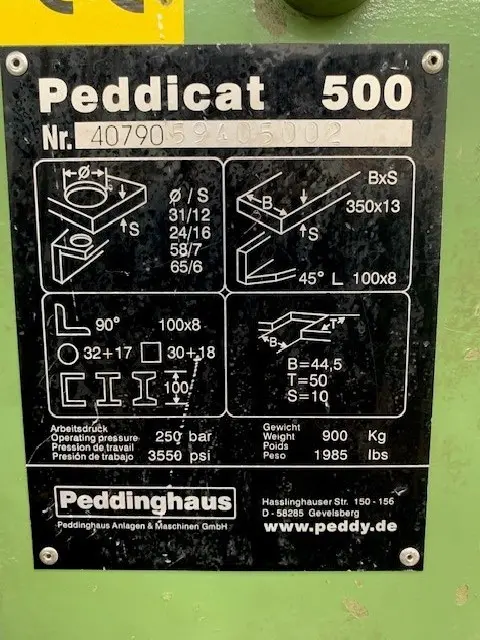 Peddicat 500
Nr. 40790 59405002
Ø
S
Ø / S
31/12
24/16
58/7
65/6
B
S
BxS
350x13
45° L 100x8
90° 100x8
32+17 30+18
100
B
T
B=44,5
T=50
S=10
Arbeitsdruck
Operating pressure 250 bar
Pression de travail
Presión de trabajo 3550 psi
Gewicht
Weight 900 Kg
Poids
Peso 1985 lbs
Peddinghaus
Peddinghaus Anlagen & Maschinen GmbH
Hasslinghauser Str. 150 - 156
D - 58285 Gevelsberg
www.peddy.de